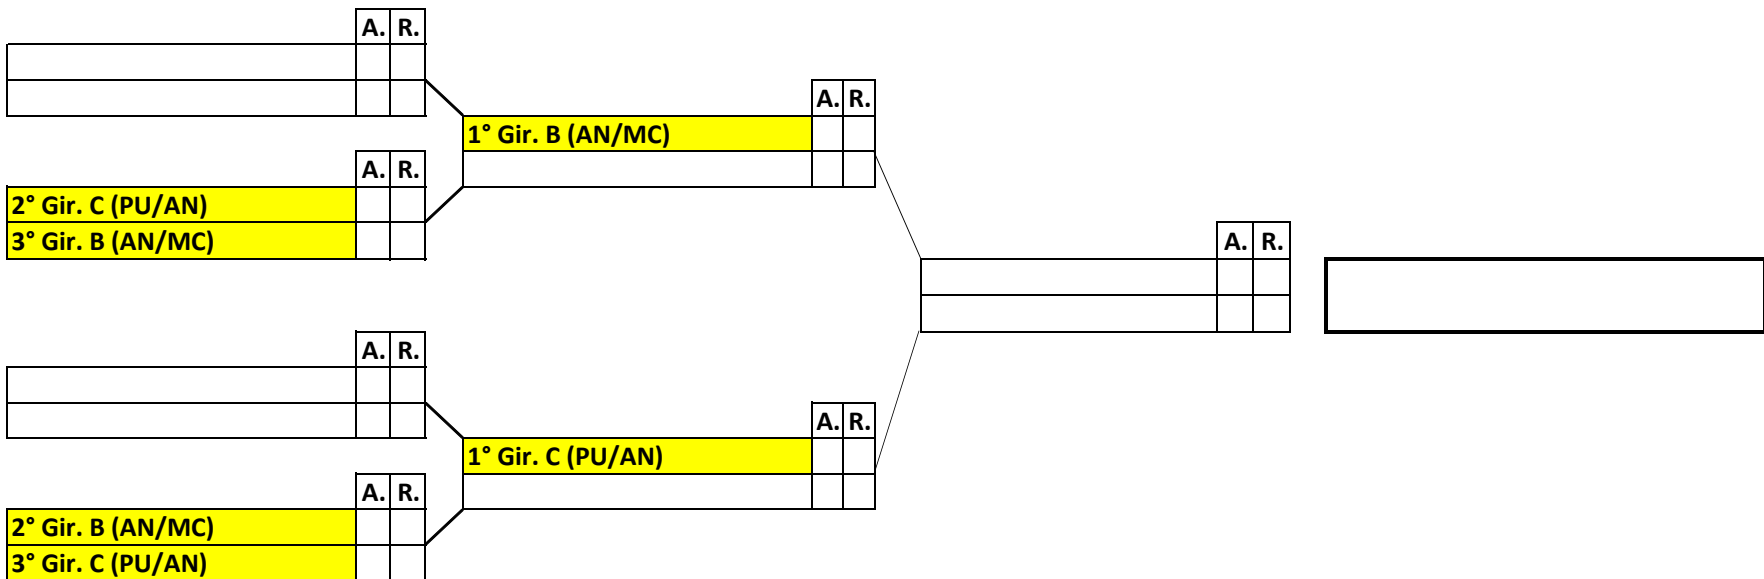 A. R.
A. R.
1° Gir. B (AN/MC)
A. R.
2° Gir. C (PU/AN)
3° Gir. B (AN/MC)
A. R.
A. R.
A. R.
1° Gir. C (PU/AN)
A. R.
2° Gir. B (AN/MC)
3° Gir. C (PU/AN)